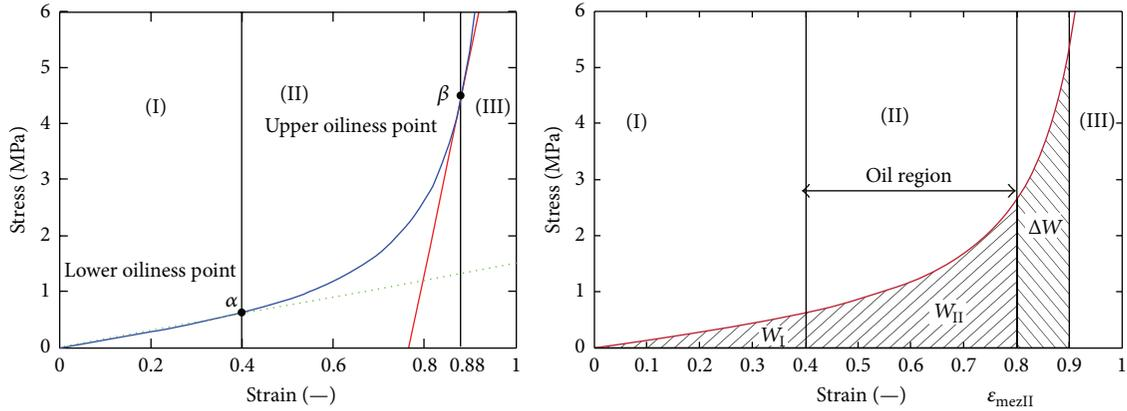 6
5
4
3
2
1
0
Stress (MPa)
(I)
(II)
(III)
β
Upper oiliness point
Lower oiliness point
α
0 0.2 0.4 0.6 0.8 0.88 1
Strain (—)
6
5
4
3
2
1
0
Stress (MPa)
(I)
(II)
(III)
Oil region
ΔW
W_II
W_I
0 0.1 0.2 0.3 0.4 0.5 0.6 0.7 0.8 0.9 1
Strain (—)
ε_mezII